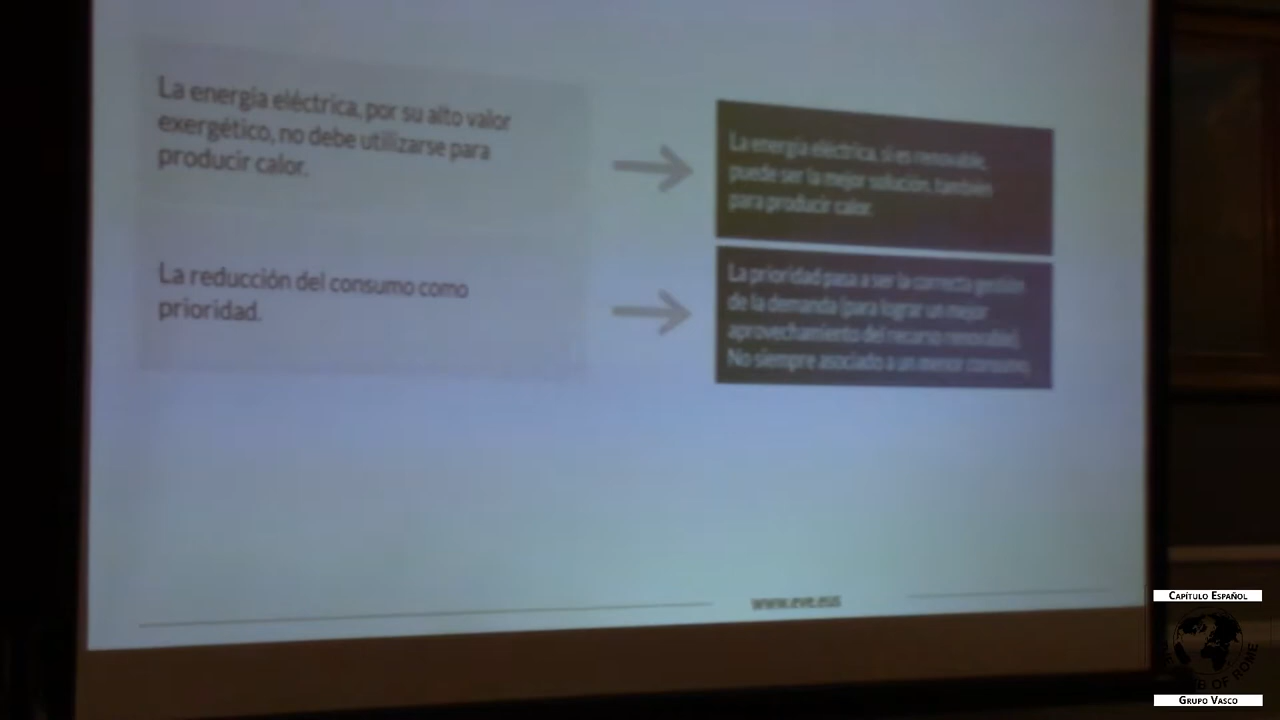 La energía eléctrica, por su alto valor
exergético, no debe utilizarse para
producir calor.
La energía eléctrica, si es renovable,
puede ser la mejor solución, también
para producir calor.
La reducción del consumo como
prioridad.
La prioridad pasa a ser la correcta gestión
de la demanda (para lograr un mejor
aprovechamiento del recurso renovable).
No siempre asociado a un menor consumo.
www.eve.eus
Capítulo Español
OF ROME
Grupo Vasco